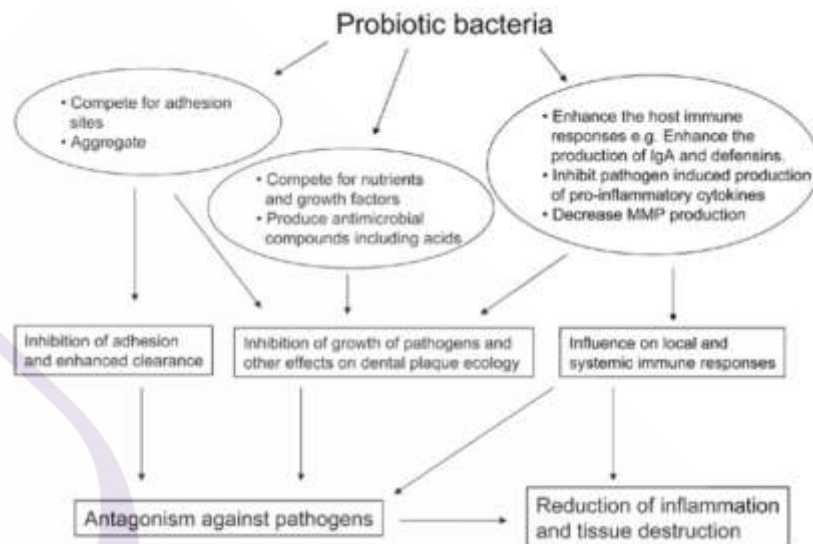 Probiotic bacteria
• Compete for adhesion
sites
• Aggregate
• Compete for nutrients
and growth factors
• Produce antimicrobial
compounds including acids
• Enhance the host immune
responses e.g. Enhance the
production of IgA and defensins.
• Inhibit pathogen induced production
of pro-inflammatory cytokines
• Decrease MMP production
Inhibition of adhesion
and enhanced clearance
Inhibition of growth of pathogens and
other effects on dental plaque ecology
Influence on local and
systemic immune responses
Antagonism against pathogens
Reduction of inflammation
and tissue destruction